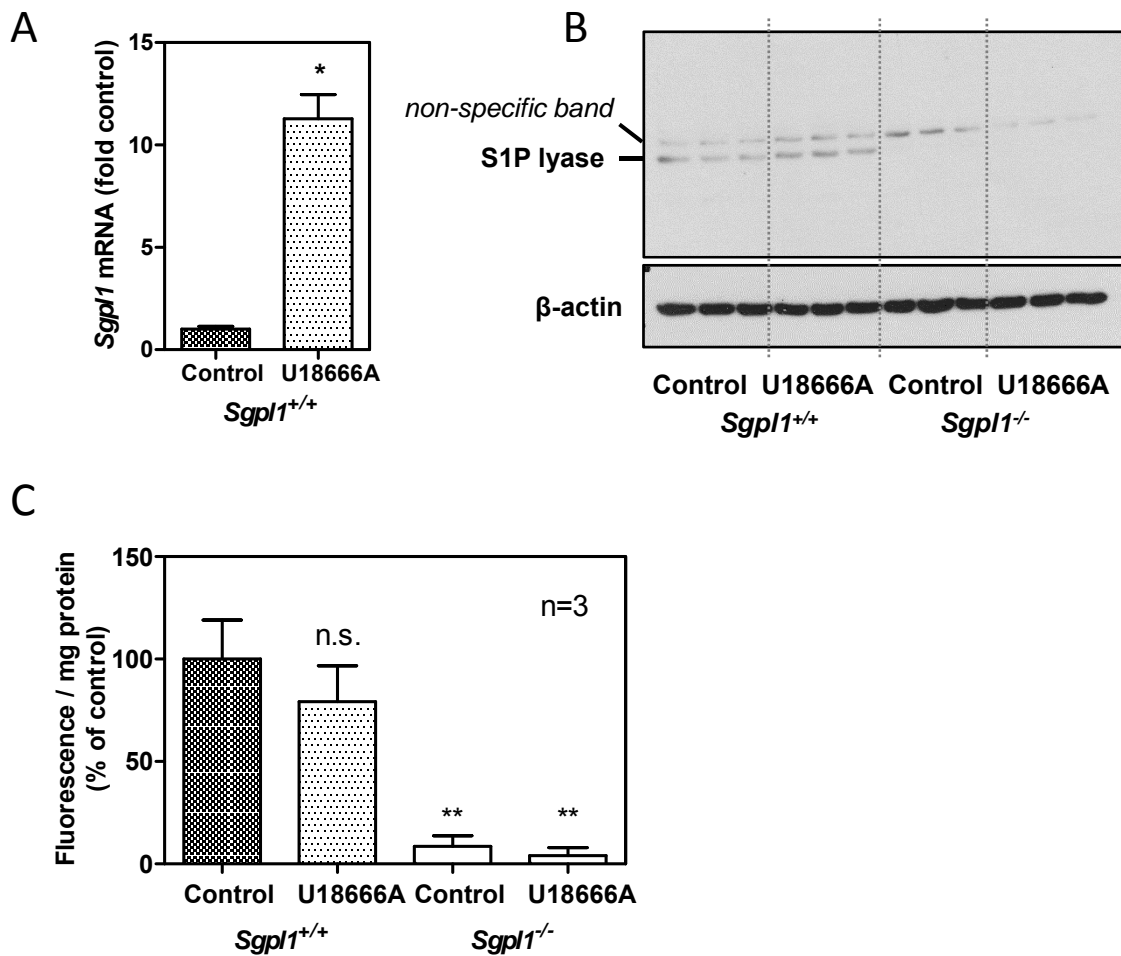 A
Sgpl1 mRNA (fold control)
15
10
5
0
*
Control U18666A
Sgpl1+/+
B
non-specific band
S1P lyase
β-actin
Control U18666A Control U18666A
Sgpl1+/+ Sgpl1-/-
C
Fluorescence / mg protein
(% of control)
150
100
50
0
n=3
n.s.
** **
Control U18666A Control U18666A
Sgpl1+/+ Sgpl1-/-